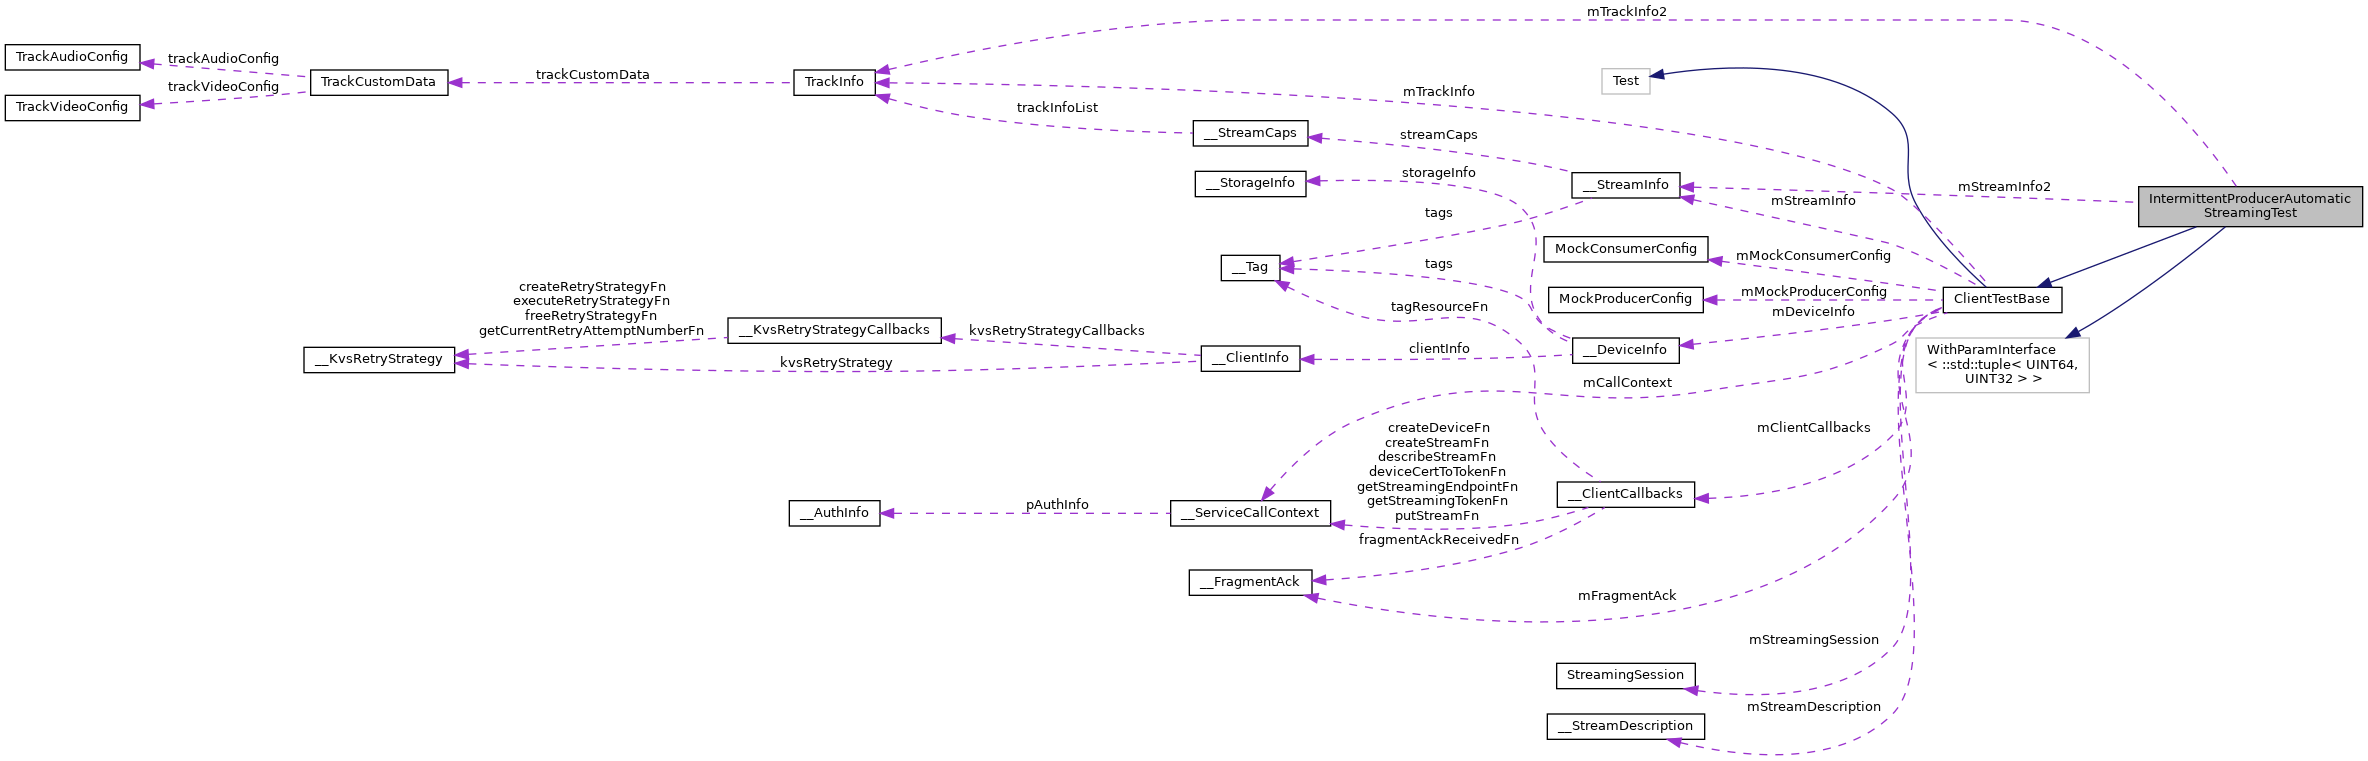 mTrackInfo2
TrackAudioConfig
trackAudioConfig
TrackVideoConfig
trackVideoConfig
TrackCustomData
trackCustomData
TrackInfo
trackInfoList
mTrackInfo
Test
__StreamCaps
streamCaps
__StorageInfo
storageInfo
__StreamInfo
mStreamInfo2
mStreamInfo
IntermittentProducerAutomatic
StreamingTest
tags
MockConsumerConfig
mMockConsumerConfig
__Tag
tags
MockProducerConfig
mMockProducerConfig
ClientTestBase
tagResourceFn
mDeviceInfo
createRetryStrategyFn
executeRetryStrategyFn
freeRetryStrategyFn
getCurrentRetryAttemptNumberFn
__KvsRetryStrategyCallbacks
kvsRetryStrategyCallbacks
__KvsRetryStrategy
kvsRetryStrategy
__ClientInfo
clientInfo
__DeviceInfo
WithParamInterface
< ::std::tuple< UINT64,
UINT32 > >
mCallContext
createDeviceFn
createStreamFn
describeStreamFn
deviceCertToTokenFn
getStreamingEndpointFn
getStreamingTokenFn
putStreamFn
mClientCallbacks
__ClientCallbacks
__AuthInfo
pAuthInfo
__ServiceCallContext
fragmentAckReceivedFn
__FragmentAck
mFragmentAck
mStreamingSession
StreamingSession
mStreamDescription
__StreamDescription